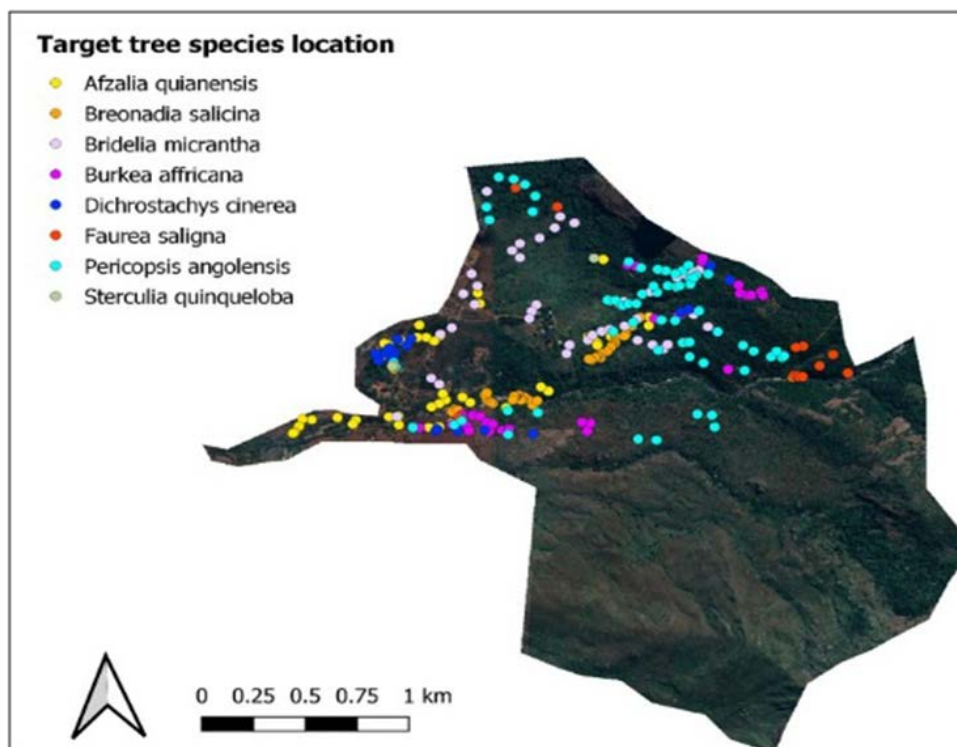 Target tree species location
Afzalia quianensis
Breonadia salicina
Bridelia micrantha
Burkea affricana
Dichrostachys cinerea
Faurea saligna
Pericopsis angolensis
Sterculia quinqueloba
0 0.25 0.5 0.75 1 km